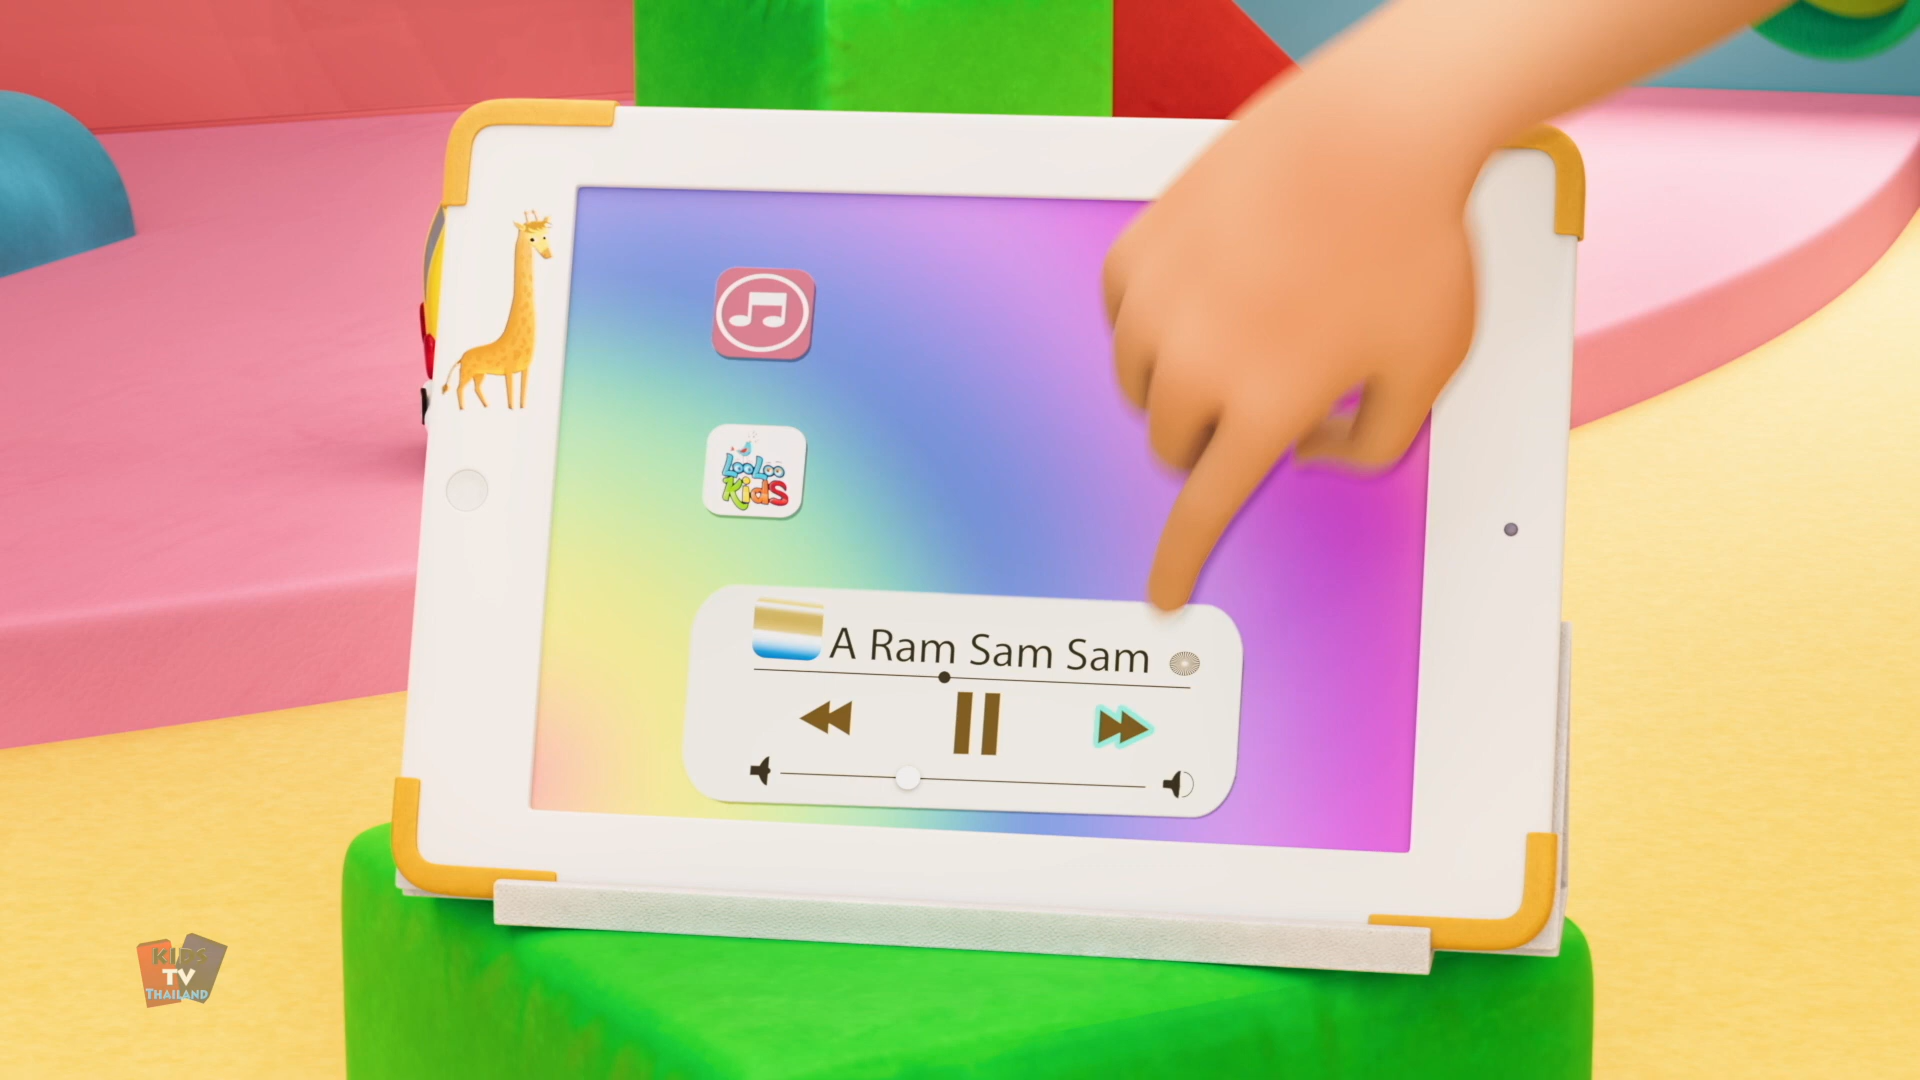 LooLoo
Kids
A Ram Sam Sam
KIDS
TV
THAILAND